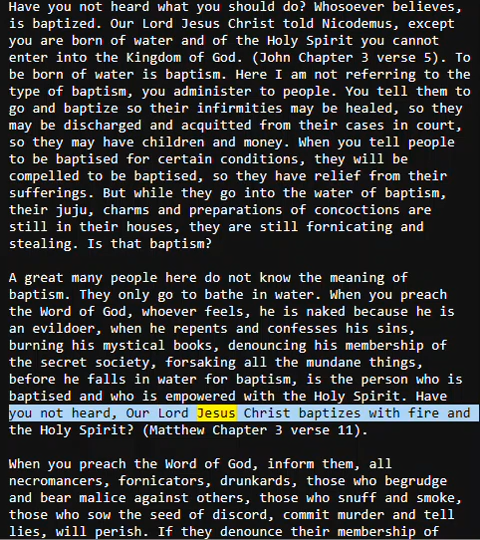 Have you not heard what you should do? Whosoever believes,
is baptized. Our Lord Jesus Christ told Nicodemus, except
you are born of water and of the Holy Spirit you cannot
enter into the Kingdom of God. (John Chapter 3 verse 5). To
be born of water is baptism. Here I am not referring to the
type of baptism, you administer to people. You tell them to
go and baptize so their infirmities may be healed, so they
may be discharged and acquitted from their cases in court,
so they may have children and money. When you tell people
to be baptised for certain conditions, they will be
compelled to be baptised, so they have relief from their
sufferings. But while they go into the water of baptism,
their juju, charms and preparations of concoctions are
still in their houses, they are still fornicating and
stealing. Is that baptism?
A great many people here do not know the meaning of
baptism. They only go to bathe in water. When you preach
the Word of God, whoever feels, he is naked because he is
an evildoer, when he repents and confesses his sins,
burning his mystical books, denouncing his membership of
the secret society, forsaking all the mundane things,
before he falls in water for baptism, is the person who is
baptised and who is empowered with the Holy Spirit. Have
you not heard, Our Lord Jesus Christ baptizes with fire and
the Holy Spirit? (Matthew Chapter 3 verse 11).
When you preach the Word of God, inform them, all
necromancers, fornicators, drunkards, those who begrudge
and bear malice against others, those who snuff and smoke,
those who sow the seed of discord, commit murder and tell
lies, will perish. If they denounce their membership of